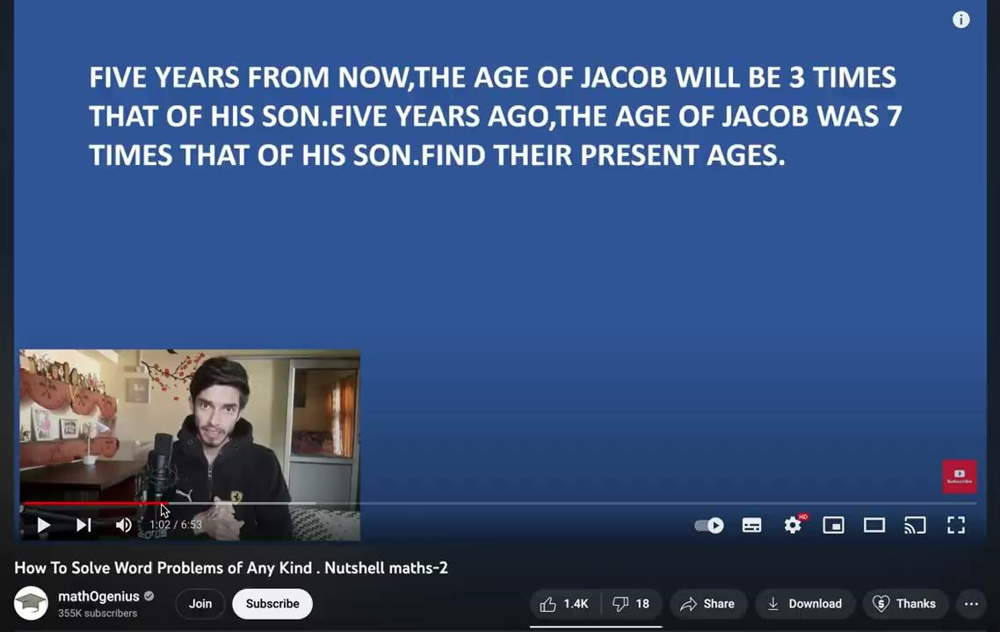 FIVE YEARS FROM NOW,THE AGE OF JACOB WILL BE 3 TIMES
THAT OF HIS SON.FIVE YEARS AGO,THE AGE OF JACOB WAS 7
TIMES THAT OF HIS SON.FIND THEIR PRESENT AGES.
Subscribe
1:02 / 6:53
HD
How To Solve Word Problems of Any Kind . Nutshell maths-2
mathOgenius
355K subscribers
Join
Subscribe
1.4K
18
Share
Download
Thanks